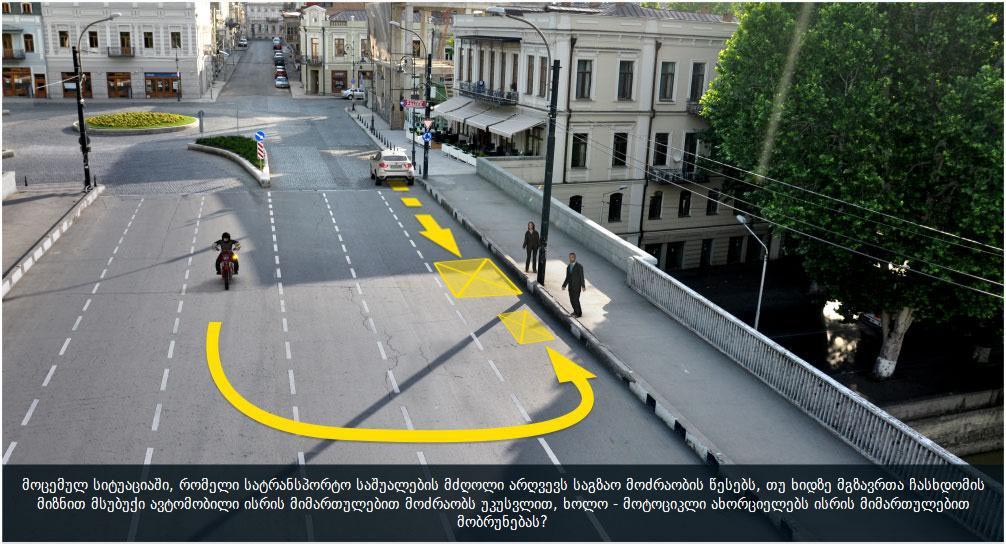 მოცემულ სიტუაციაში, რომელი სატრანსპორტო საშუალების მძღოლი არღვევს საგზაო მოძრაობის წესებს, თუ ხიდზე მგზავრთა ჩასხდომის
მიზნით მსუბუქი ავტომობილი ისრის მიმართულებით მოძრაობს უკუსვლით, ხოლო - მოტოციკლი ახორციელებს ისრის მიმართულებით
მობრუნებას?